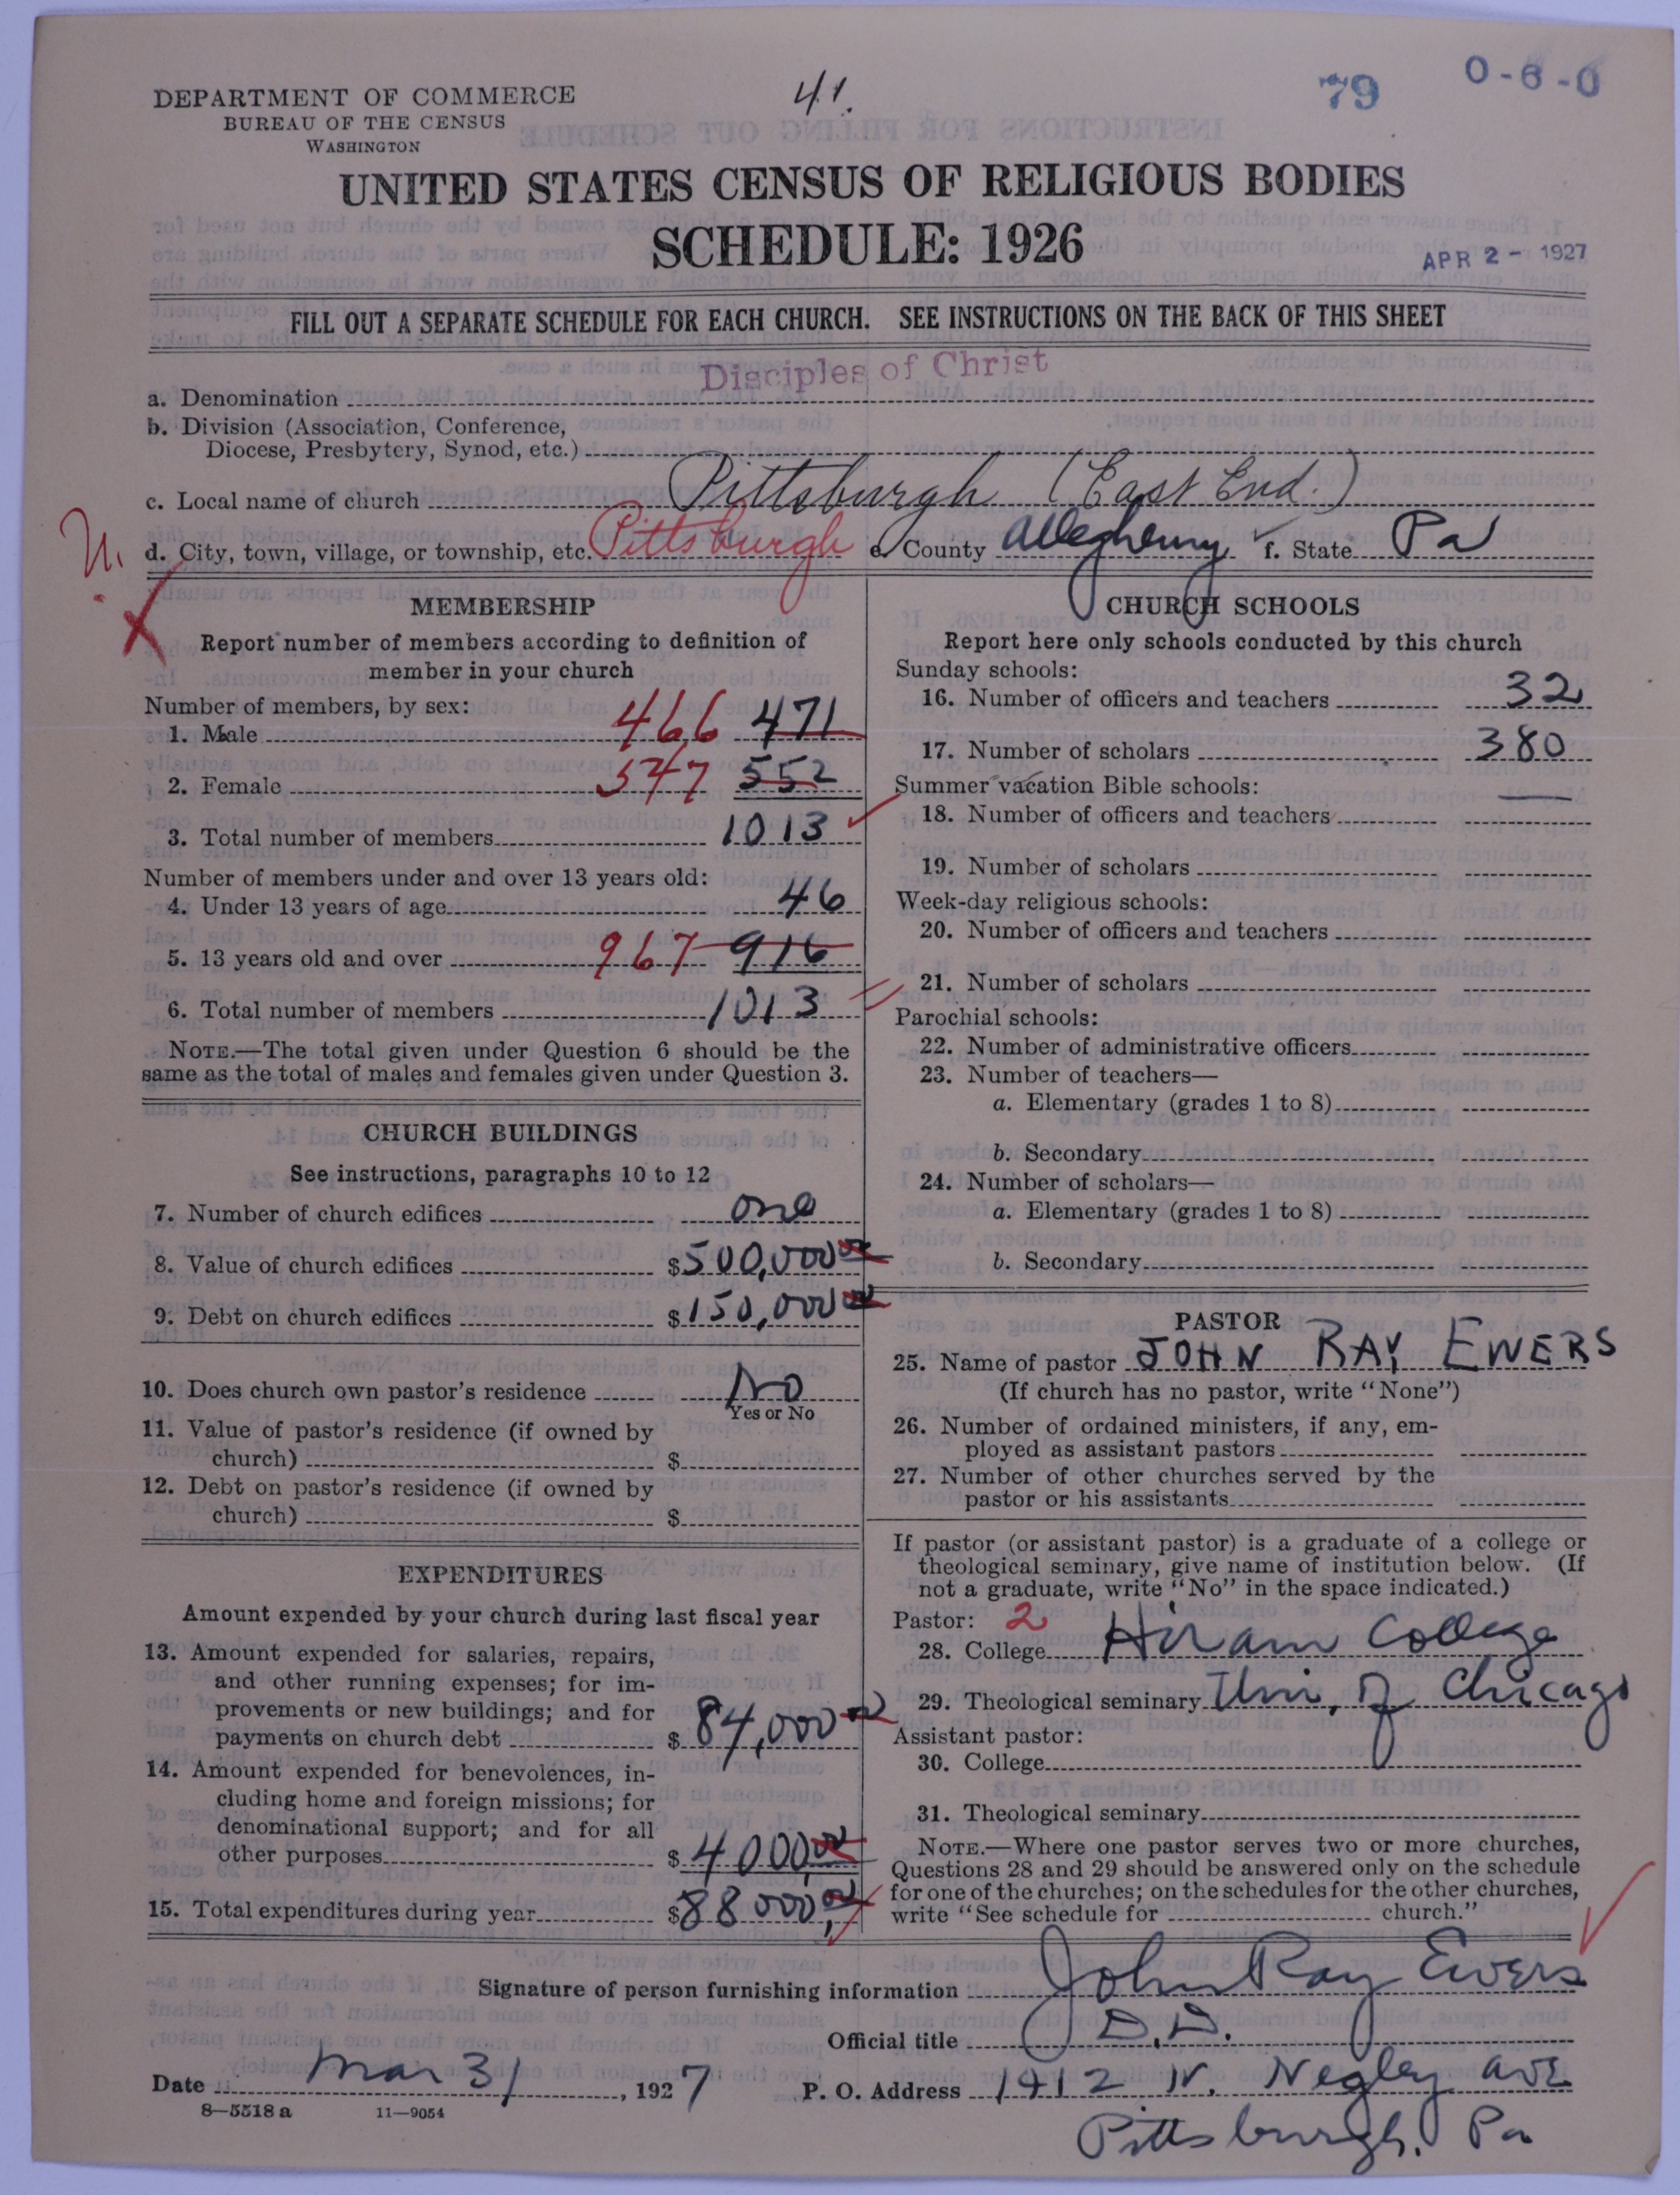 DEPARTMENT OF COMMERCE
BUREAU OF THE CENSUS
WASHINGTON
41.
79
0-6-0
UNITED STATES CENSUS OF RELIGIOUS BODIES
SCHEDULE: 1926
APR 2 - 1927
FILL OUT A SEPARATE SCHEDULE FOR EACH CHURCH. SEE INSTRUCTIONS ON THE BACK OF THIS SHEET
Disciples of Christ
a. Denomination
b. Division (Association, Conference,
Diocese, Presbytery, Synod, etc.)
c. Local name of church Pittsburgh (East End.)
d. City, town, village, or township, etc. Pittsburgh e. County Allegheny f. State Pa
MEMBERSHIP
Report number of members according to definition of
member in your church
Number of members, by sex:
1. Male 466 471
2. Female 547 552
3. Total number of members 1013
Number of members under and over 13 years old:
4. Under 13 years of age 46
5. 13 years old and over 967 916
6. Total number of members 1013
NOTE.—The total given under Question 6 should be the
same as the total of males and females given under Question 3.
CHURCH BUILDINGS
See instructions, paragraphs 10 to 12
7. Number of church edifices one
8. Value of church edifices $500,000 00
9. Debt on church edifices $150,000 00
10. Does church own pastor's residence No
Yes or No
11. Value of pastor's residence (if owned by
church) $
12. Debt on pastor's residence (if owned by
church) $
EXPENDITURES
Amount expended by your church during last fiscal year
13. Amount expended for salaries, repairs,
and other running expenses; for im-
provements or new buildings; and for
payments on church debt $84,000 00
14. Amount expended for benevolences, in-
cluding home and foreign missions; for
denominational support; and for all
other purposes $4000,00
15. Total expenditures during year $88000,00
CHURCH SCHOOLS
Report here only schools conducted by this church
Sunday schools:
16. Number of officers and teachers 32
17. Number of scholars 380
Summer vacation Bible schools:
18. Number of officers and teachers —
19. Number of scholars
Week-day religious schools:
20. Number of officers and teachers
21. Number of scholars
Parochial schools:
22. Number of administrative officers
23. Number of teachers—
a. Elementary (grades 1 to 8)
b. Secondary
24. Number of scholars—
a. Elementary (grades 1 to 8)
b. Secondary
PASTOR
25. Name of pastor JOHN RAY EWERS
(If church has no pastor, write "None")
26. Number of ordained ministers, if any, em-
ployed as assistant pastors
27. Number of other churches served by the
pastor or his assistants
If pastor (or assistant pastor) is a graduate of a college or
theological seminary, give name of institution below. (If
not a graduate, write "No" in the space indicated.)
Pastor: 2
28. College Hiram College
29. Theological seminary Uni, of Chicago
Assistant pastor:
30. College
31. Theological seminary
NOTE.—Where one pastor serves two or more churches,
Questions 28 and 29 should be answered only on the schedule
for one of the churches; on the schedules for the other churches,
write "See schedule for church."
Signature of person furnishing information John Ray Ewers
Official title D.D.
Date Mar 31, 1927 P. O. Address 1412 N. Negley Ave
Pittsburgh, Pa
8—5518 a 11—9054